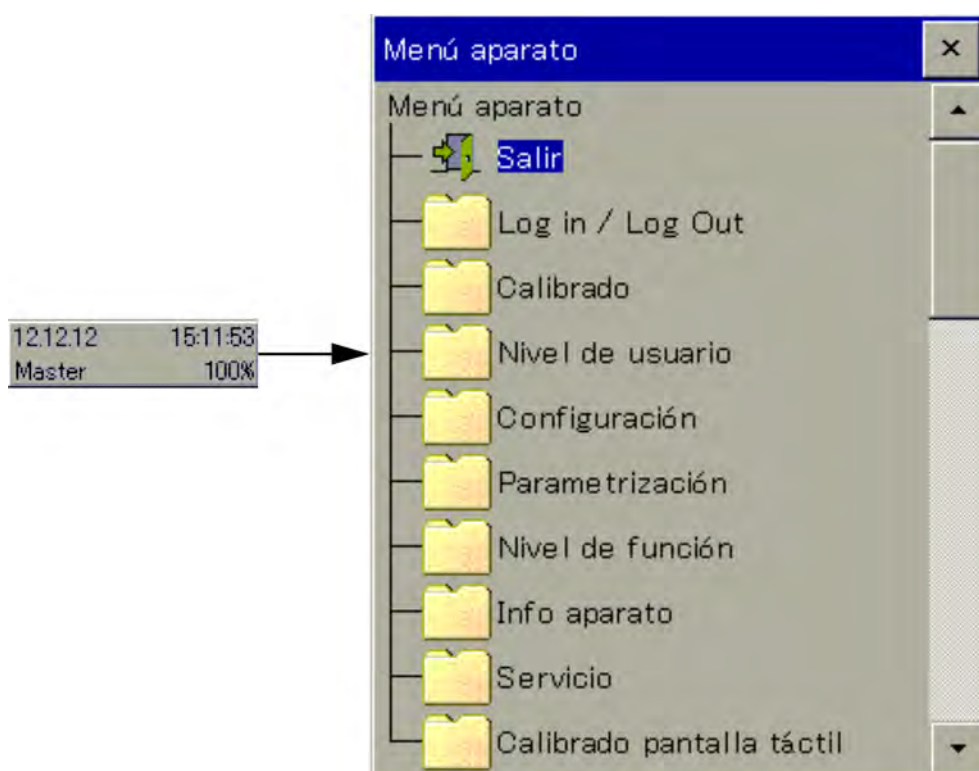 Menú aparato
Menú aparato
Salir
Log in / Log Out
Calibrado
Nivel de usuario
Configuración
Parametrización
Nivel de función
Info aparato
Servicio
Calibrado pantalla táctil
12.12.12 15:11:53
Master 100%